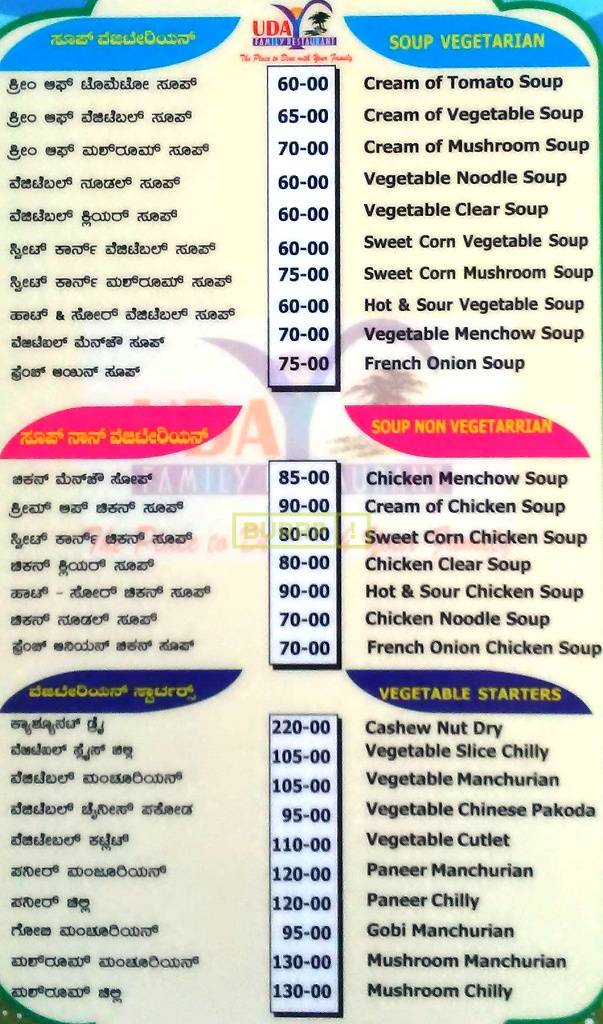 UDAY
FAMILY RESTAURANT
The Place to Dine with Your Family
ಸೂಪ್ ವೆಜಿಟೇರಿಯನ್ SOUP VEGETARIAN
ಕ್ರೀಂ ಆಫ್ ಟೊಮೆಟೋ ಸೂಪ್ 60-00 Cream of Tomato Soup
ಕ್ರೀಂ ಆಫ್ ವೆಜಿಟೆಬಲ್ ಸೂಪ್ 65-00 Cream of Vegetable Soup
ಕ್ರೀಂ ಆಫ್ ಮಶ್‌ರೂಮ್ ಸೂಪ್ 70-00 Cream of Mushroom Soup
ವೆಜಿಟೆಬಲ್ ನೂಡಲ್ ಸೂಪ್ 60-00 Vegetable Noodle Soup
ವೆಜಿಟೆಬಲ್ ಕ್ಲಿಯರ್ ಸೂಪ್ 60-00 Vegetable Clear Soup
ಸ್ವೀಟ್ ಕಾರ್ನ್ ವೆಜಿಟೆಬಲ್ ಸೂಪ್ 60-00 Sweet Corn Vegetable Soup
ಸ್ವೀಟ್ ಕಾರ್ನ್ ಮಶ್‌ರೂಮ್ ಸೂಪ್ 75-00 Sweet Corn Mushroom Soup
ಹಾಟ್ & ಸೋರ್ ವೆಜಿಟೆಬಲ್ ಸೂಪ್ 60-00 Hot & Sour Vegetable Soup
ವೆಜಿಟೆಬಲ್ ಮೆನ್‌ಚೌ ಸೂಪ್ 70-00 Vegetable Menchow Soup
ಫ್ರೆಂಚ್ ಆಯಿನ್ ಸೂಪ್ 75-00 French Onion Soup
ಸೂಪ್ ನಾನ್ ವೆಜಿಟೇರಿಯನ್ SOUP NON VEGETARRIAN
ಚಿಕನ್ ಮೆನ್‌ಚೌ ಸೋಪ್ 85-00 Chicken Menchow Soup
ಕ್ರೀಮ್ ಆಪ್ ಚಿಕನ್ ಸೂಪ್ 90-00 Cream of Chicken Soup
ಸ್ವೀಟ್ ಕಾರ್ನ್ ಚಿಕನ್ ಸೂಪ್ 80-00 Sweet Corn Chicken Soup
ಚಿಕನ್ ಕ್ಲಿಯರ್ ಸೂಪ್ 80-00 Chicken Clear Soup
ಹಾಟ್ - ಸೋರ್ ಚಿಕನ್ ಸೂಪ್ 90-00 Hot & Sour Chicken Soup
ಚಿಕನ್ ನೂಡಲ್ ಸೂಪ್ 70-00 Chicken Noodle Soup
ಫ್ರೆಂಚ್ ಆನಿಯನ್ ಚಿಕನ್ ಸೂಪ್ 70-00 French Onion Chicken Soup
ವೆಜಿಟೇರಿಯನ್ ಸ್ಟಾರ್ಟರ್ಸ್ VEGETABLE STARTERS
ಕ್ಯಾಶ್ಯೂನಟ್ ಡ್ರೈ 220-00 Cashew Nut Dry
ವೆಜಿಟೆಬಲ್ ಸ್ಲೈಸ್ ಚಿಲ್ಲಿ 105-00 Vegetable Slice Chilly
ವೆಜಿಟೆಬಲ್ ಮಂಚೂರಿಯನ್ 105-00 Vegetable Manchurian
ವೆಜಿಟೆಬಲ್ ಚೈನೀಸ್ ಪಕೋಡ 95-00 Vegetable Chinese Pakoda
ವೆಜಿಟೇಬಲ್ ಕಟ್ಲೆಟ್ 110-00 Vegetable Cutlet
ಪನೀರ್ ಮಂಚೂರಿಯನ್ 120-00 Paneer Manchurian
ಪನೀರ್ ಚಿಲ್ಲಿ 120-00 Paneer Chilly
ಗೋಬಿ ಮಂಚೂರಿಯನ್ 95-00 Gobi Manchurian
ಮಶ್‌ರೂಮ್ ಮಂಚೂರಿಯನ್ 130-00 Mushroom Manchurian
ಮಶ್‌ರೂಮ್ ಚಿಲ್ಲಿ 130-00 Mushroom Chilly